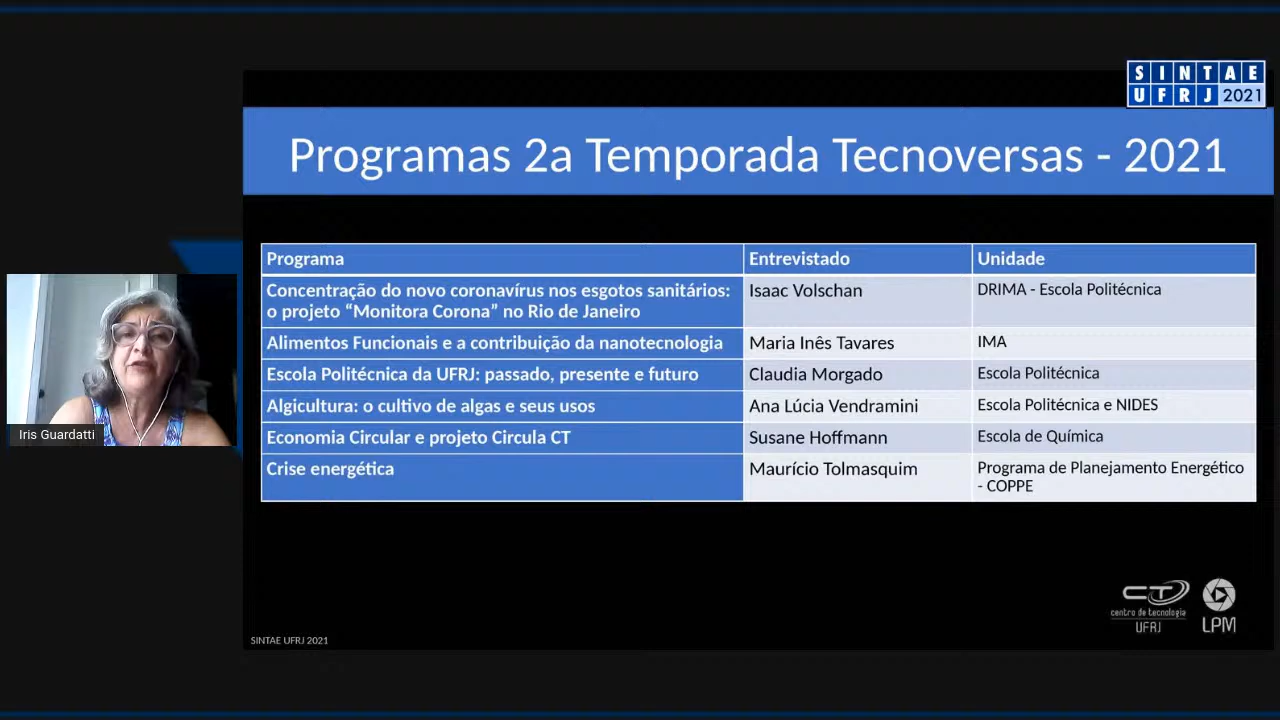 SINTAE
UFRJ 2021
Programas 2a Temporada Tecnoversas - 2021
Programa Entrevistado Unidade
Concentração do novo coronavírus nos esgotos sanitários: Isaac Volschan DRIMA - Escola Politécnica
o projeto “Monitora Corona” no Rio de Janeiro
Alimentos Funcionais e a contribuição da nanotecnologia Maria Inês Tavares IMA
Escola Politécnica da UFRJ: passado, presente e futuro Claudia Morgado Escola Politécnica
Algicultura: o cultivo de algas e seus usos Ana Lúcia Vendramini Escola Politécnica e NIDES
Economia Circular e projeto Circula CT Susane Hoffmann Escola de Química
Crise energética Maurício Tolmasquim Programa de Planejamento Energético
- COPPE
Iris Guardatti
CT
centro de tecnologia
UFRJ
LPM
SINTAE UFRJ 2021